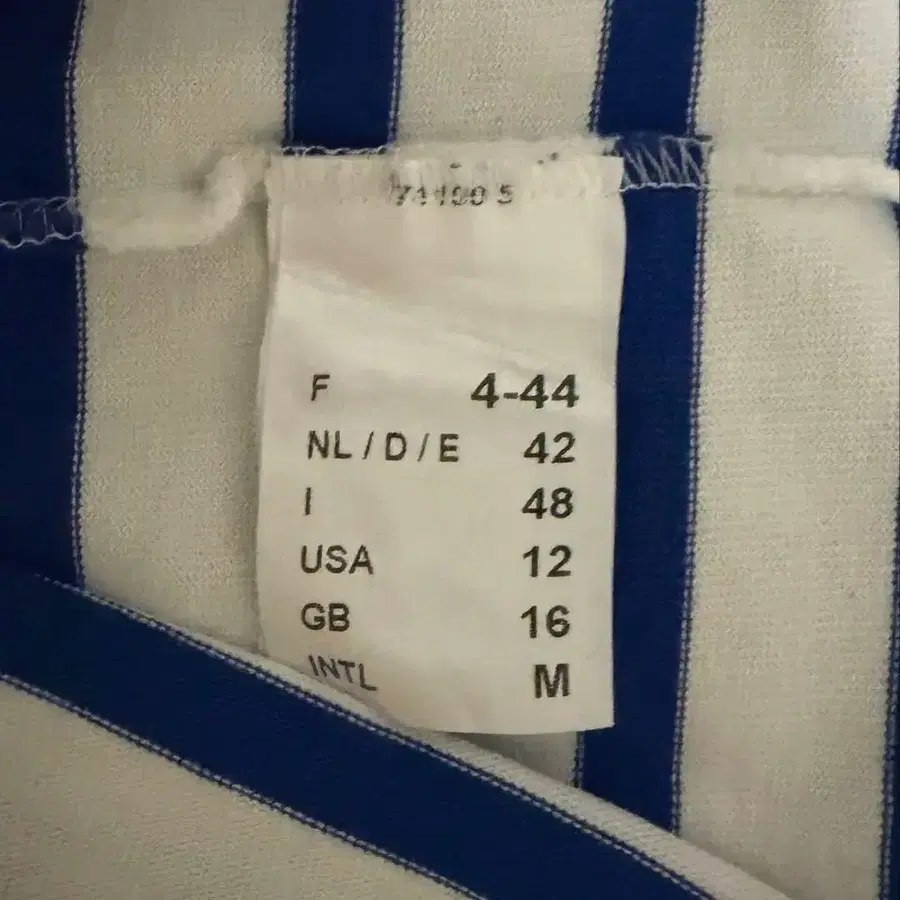 F 4-44
NL / D / E 42
I 48
USA 12
GB 16
INTL M